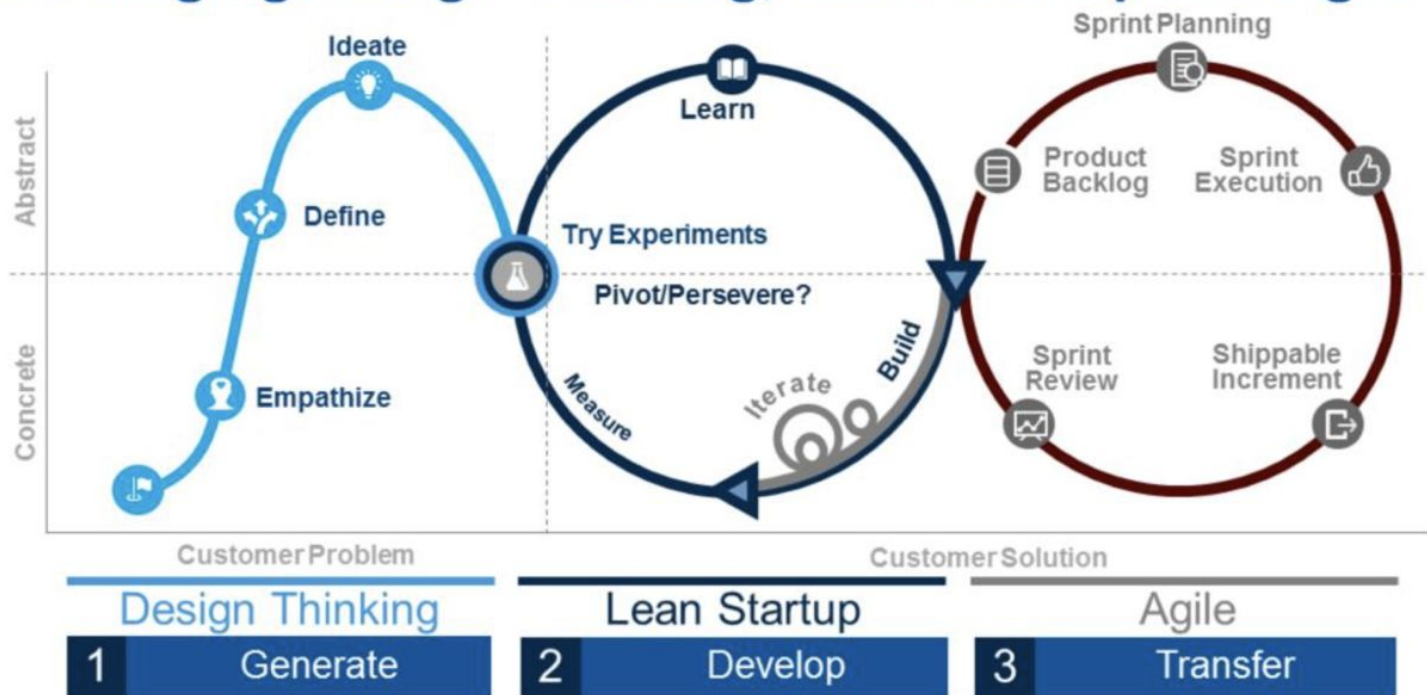 Sprint Planning
Ideate
Learn
Abstract
Product
Backlog
Sprint
Execution
Define
Try Experiments
Pivot/Persevere?
Concrete
Empathize
Measure
Iterate
Build
Sprint
Review
Shippable
Increment
Customer Problem
Customer Solution
Design Thinking
Lean Startup
Agile
1 Generate
2 Develop
3 Transfer